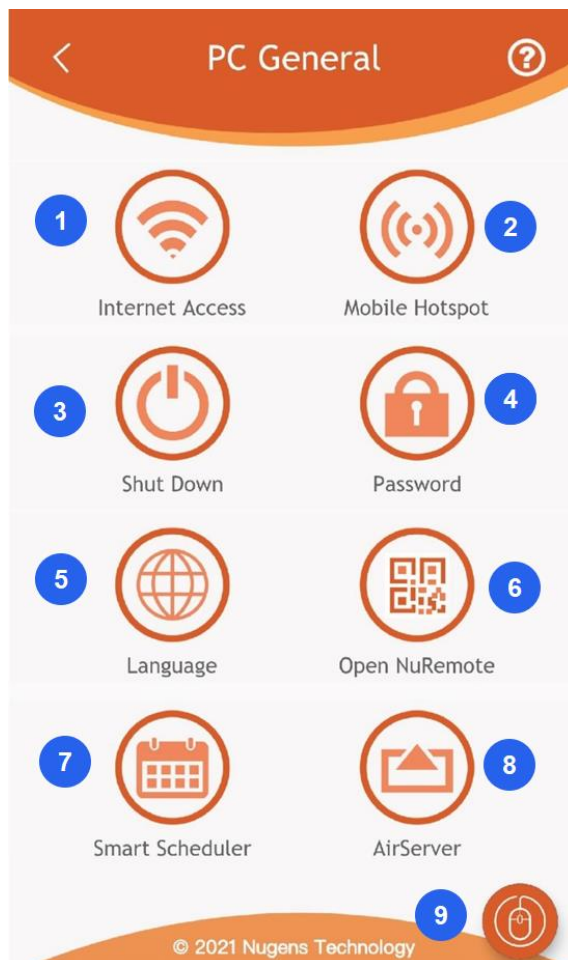 PC General
?
1
2
Internet Access
Mobile Hotspot
3
4
Shut Down
Password
5
6
Language
Open NuRemote
7
8
Smart Scheduler
AirServer
9
© 2021 Nugens Technology